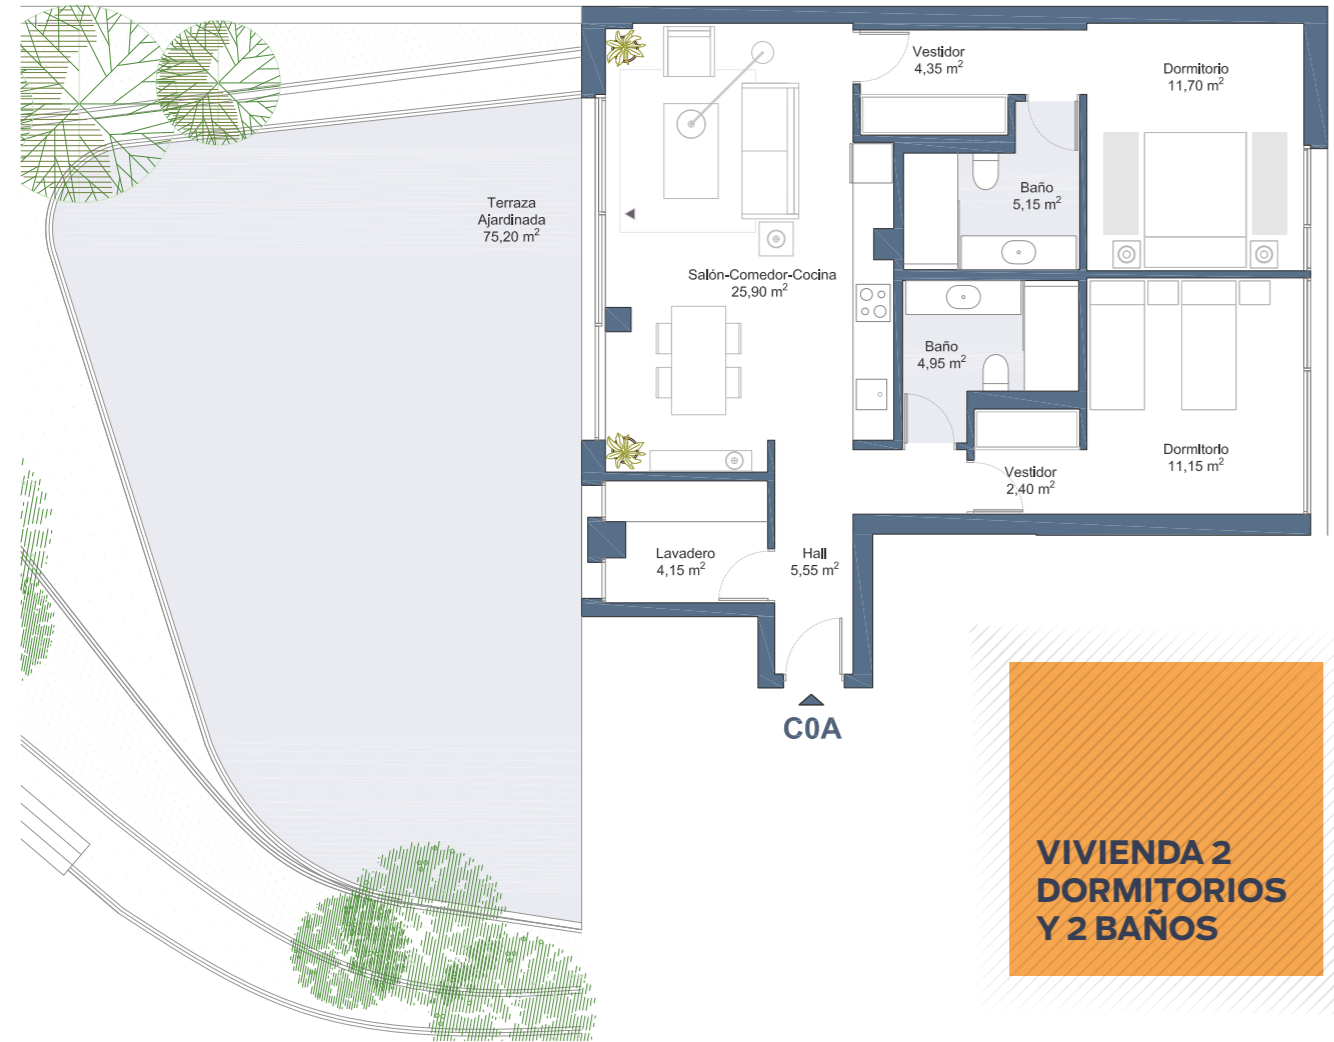 Vestidor
4,35 m²
Dormitorio
11,70 m²
Baño
5,15 m²
Terraza
Ajardinada
75,20 m²
Salón-Comedor-Cocina
25,90 m²
Baño
4,95 m²
Dormitorio
11,15 m²
Vestidor
2,40 m²
Lavadero
4,15 m²
Hall
5,55 m²
C0A
VIVIENDA 2
DORMITORIOS
Y 2 BAÑOS